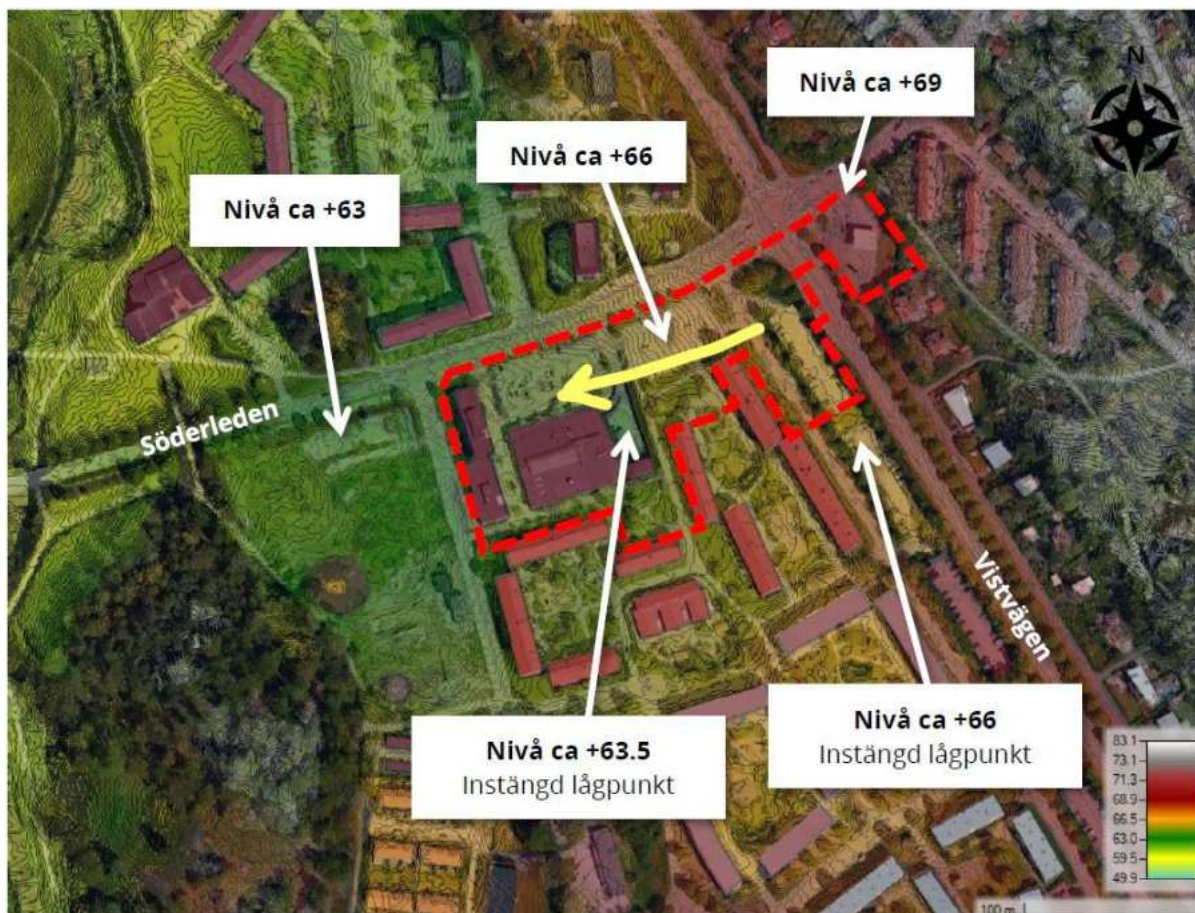 Nivå ca +69
N
Nivå ca +66
Nivå ca +63
Söderleden
Vistvägen
Nivå ca +63.5
Instängd lågpunkt
Nivå ca +66
Instängd lågpunkt
83.1
73.1
71.3
68.9
66.5
63.0
59.5
49.9
100 m